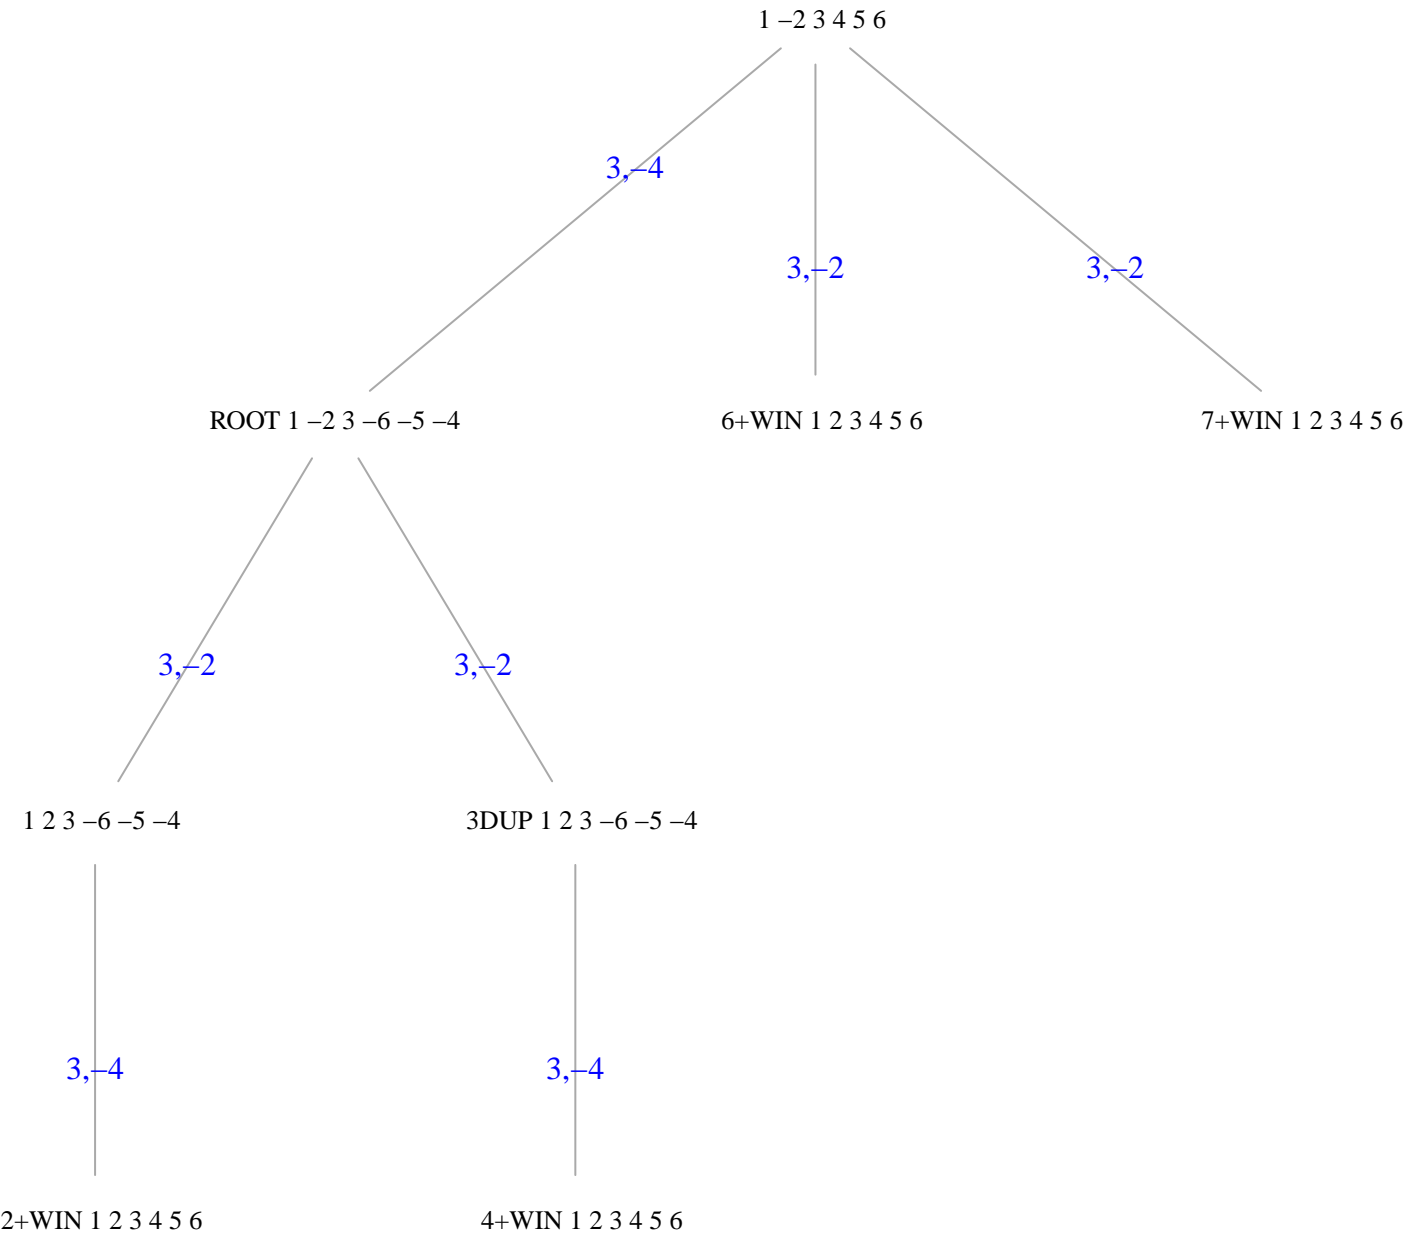 1 –2 3 4 5 6
3,–4
3,–2
3,–2
ROOT 1 –2 3 –6 –5 –4
6+WIN 1 2 3 4 5 6
7+WIN 1 2 3 4 5 6
3,–2
3,–2
1 2 3 –6 –5 –4
3DUP 1 2 3 –6 –5 –4
3,–4
3,–4
2+WIN 1 2 3 4 5 6
4+WIN 1 2 3 4 5 6